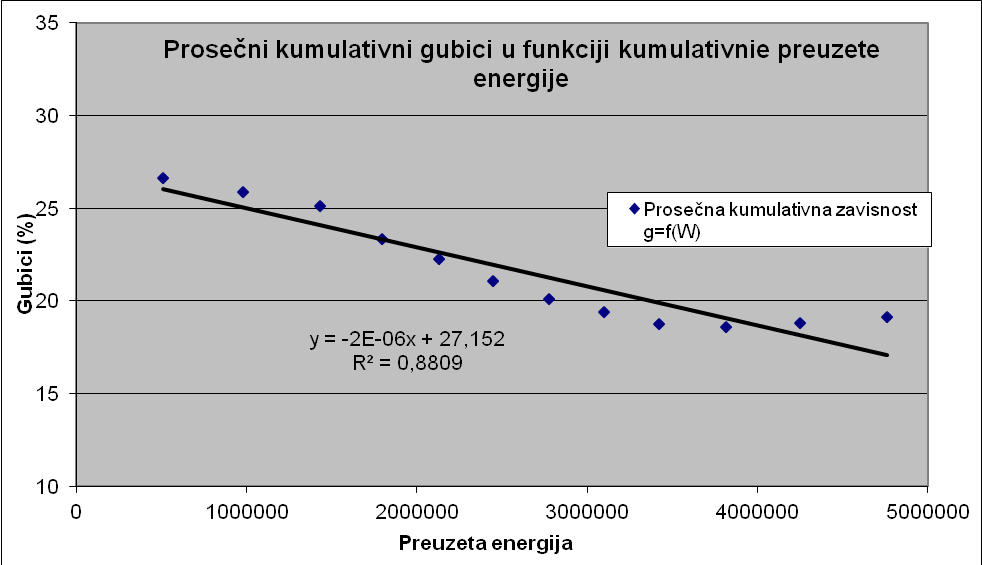 Prosečni kumulativni gubici u funkciji kumulativnie preuzete
energije
35
30
25
20
15
10
Gubici (%)
Prosečna kumulativna zavisnost
g=f(W)
y = -2E-06x + 27,152
R² = 0,8809
0
1000000
2000000
3000000
4000000
5000000
Preuzeta energija